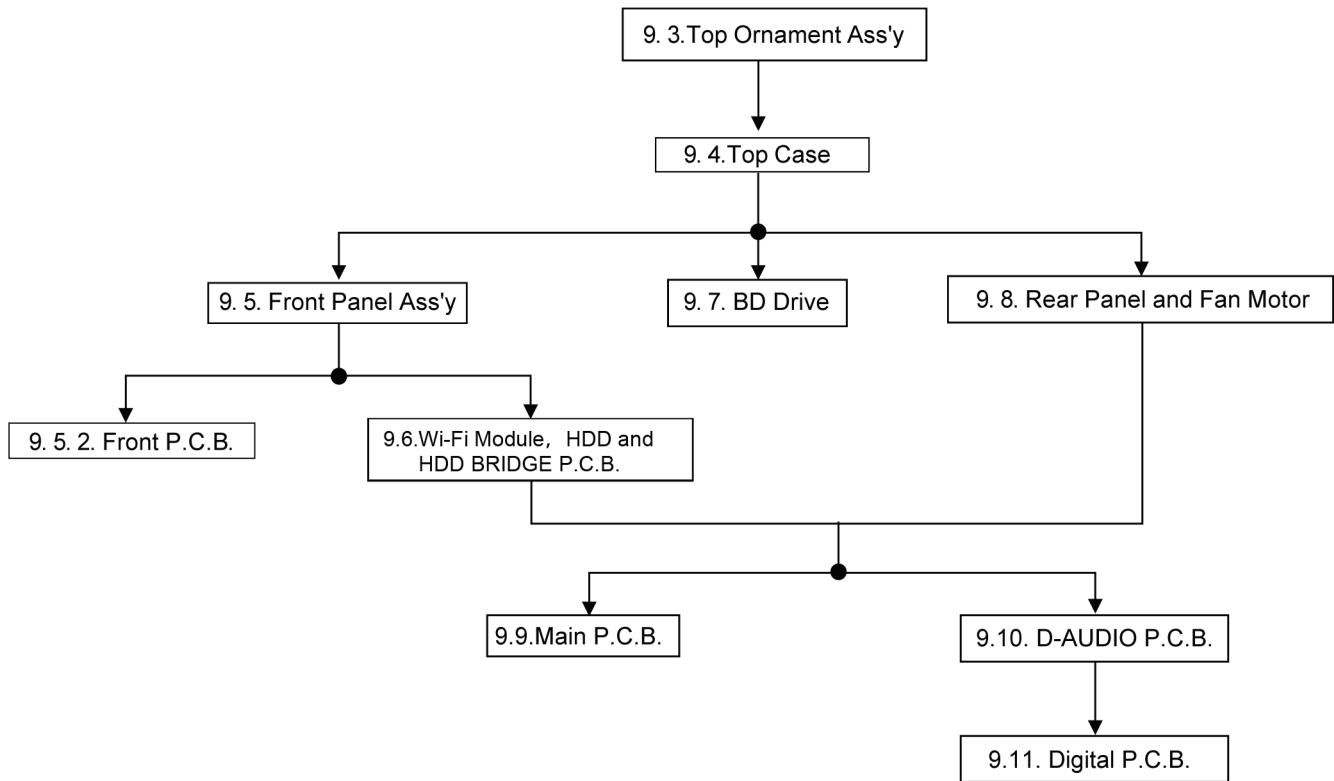 9. 3.Top Ornament Ass'y
9. 4.Top Case
9. 5. Front Panel Ass'y
9. 7. BD Drive
9. 8. Rear Panel and Fan Motor
9. 5. 2. Front P.C.B.
9.6.Wi-Fi Module, HDD and
HDD BRIDGE P.C.B.
9.9.Main P.C.B.
9.10. D-AUDIO P.C.B.
9.11. Digital P.C.B.